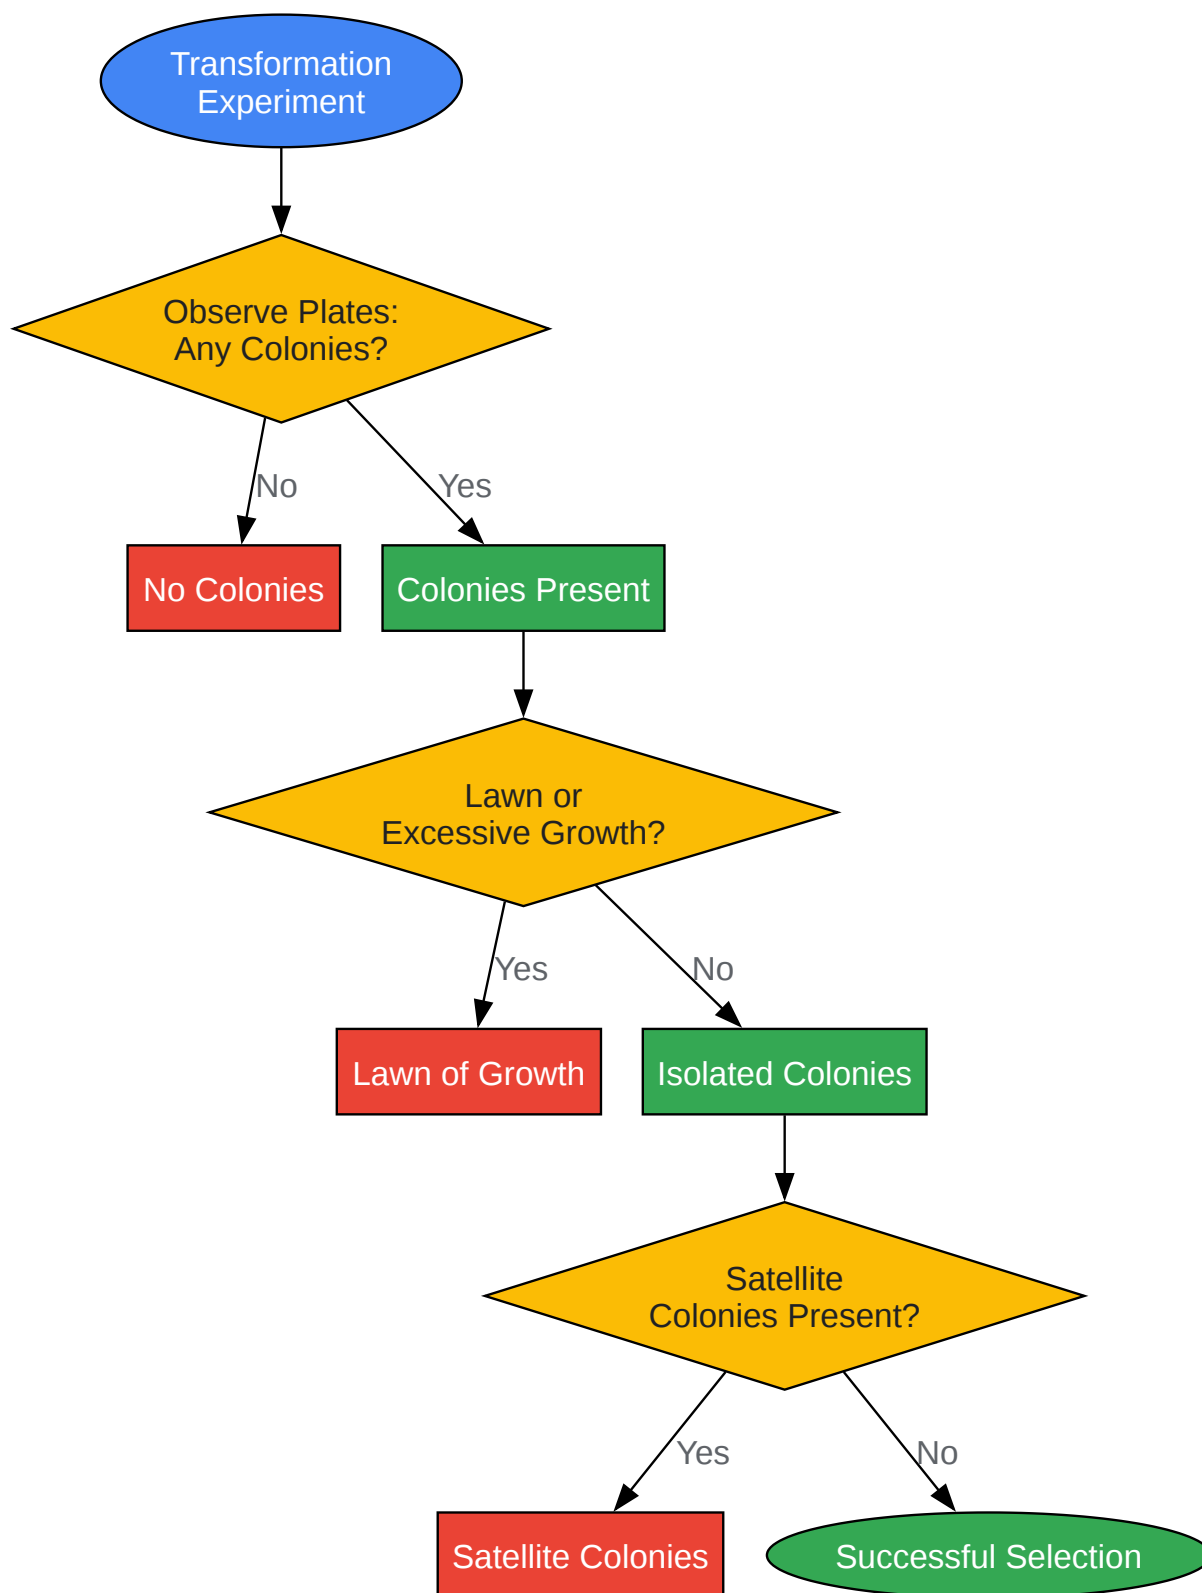 Transformation
Experiment
Observe Plates:
Any Colonies?
No
Yes
No Colonies
Colonies Present
Lawn or
Excessive Growth?
Yes
No
Lawn of Growth
Isolated Colonies
Satellite
Colonies Present?
Yes
No
Satellite Colonies
Successful Selection